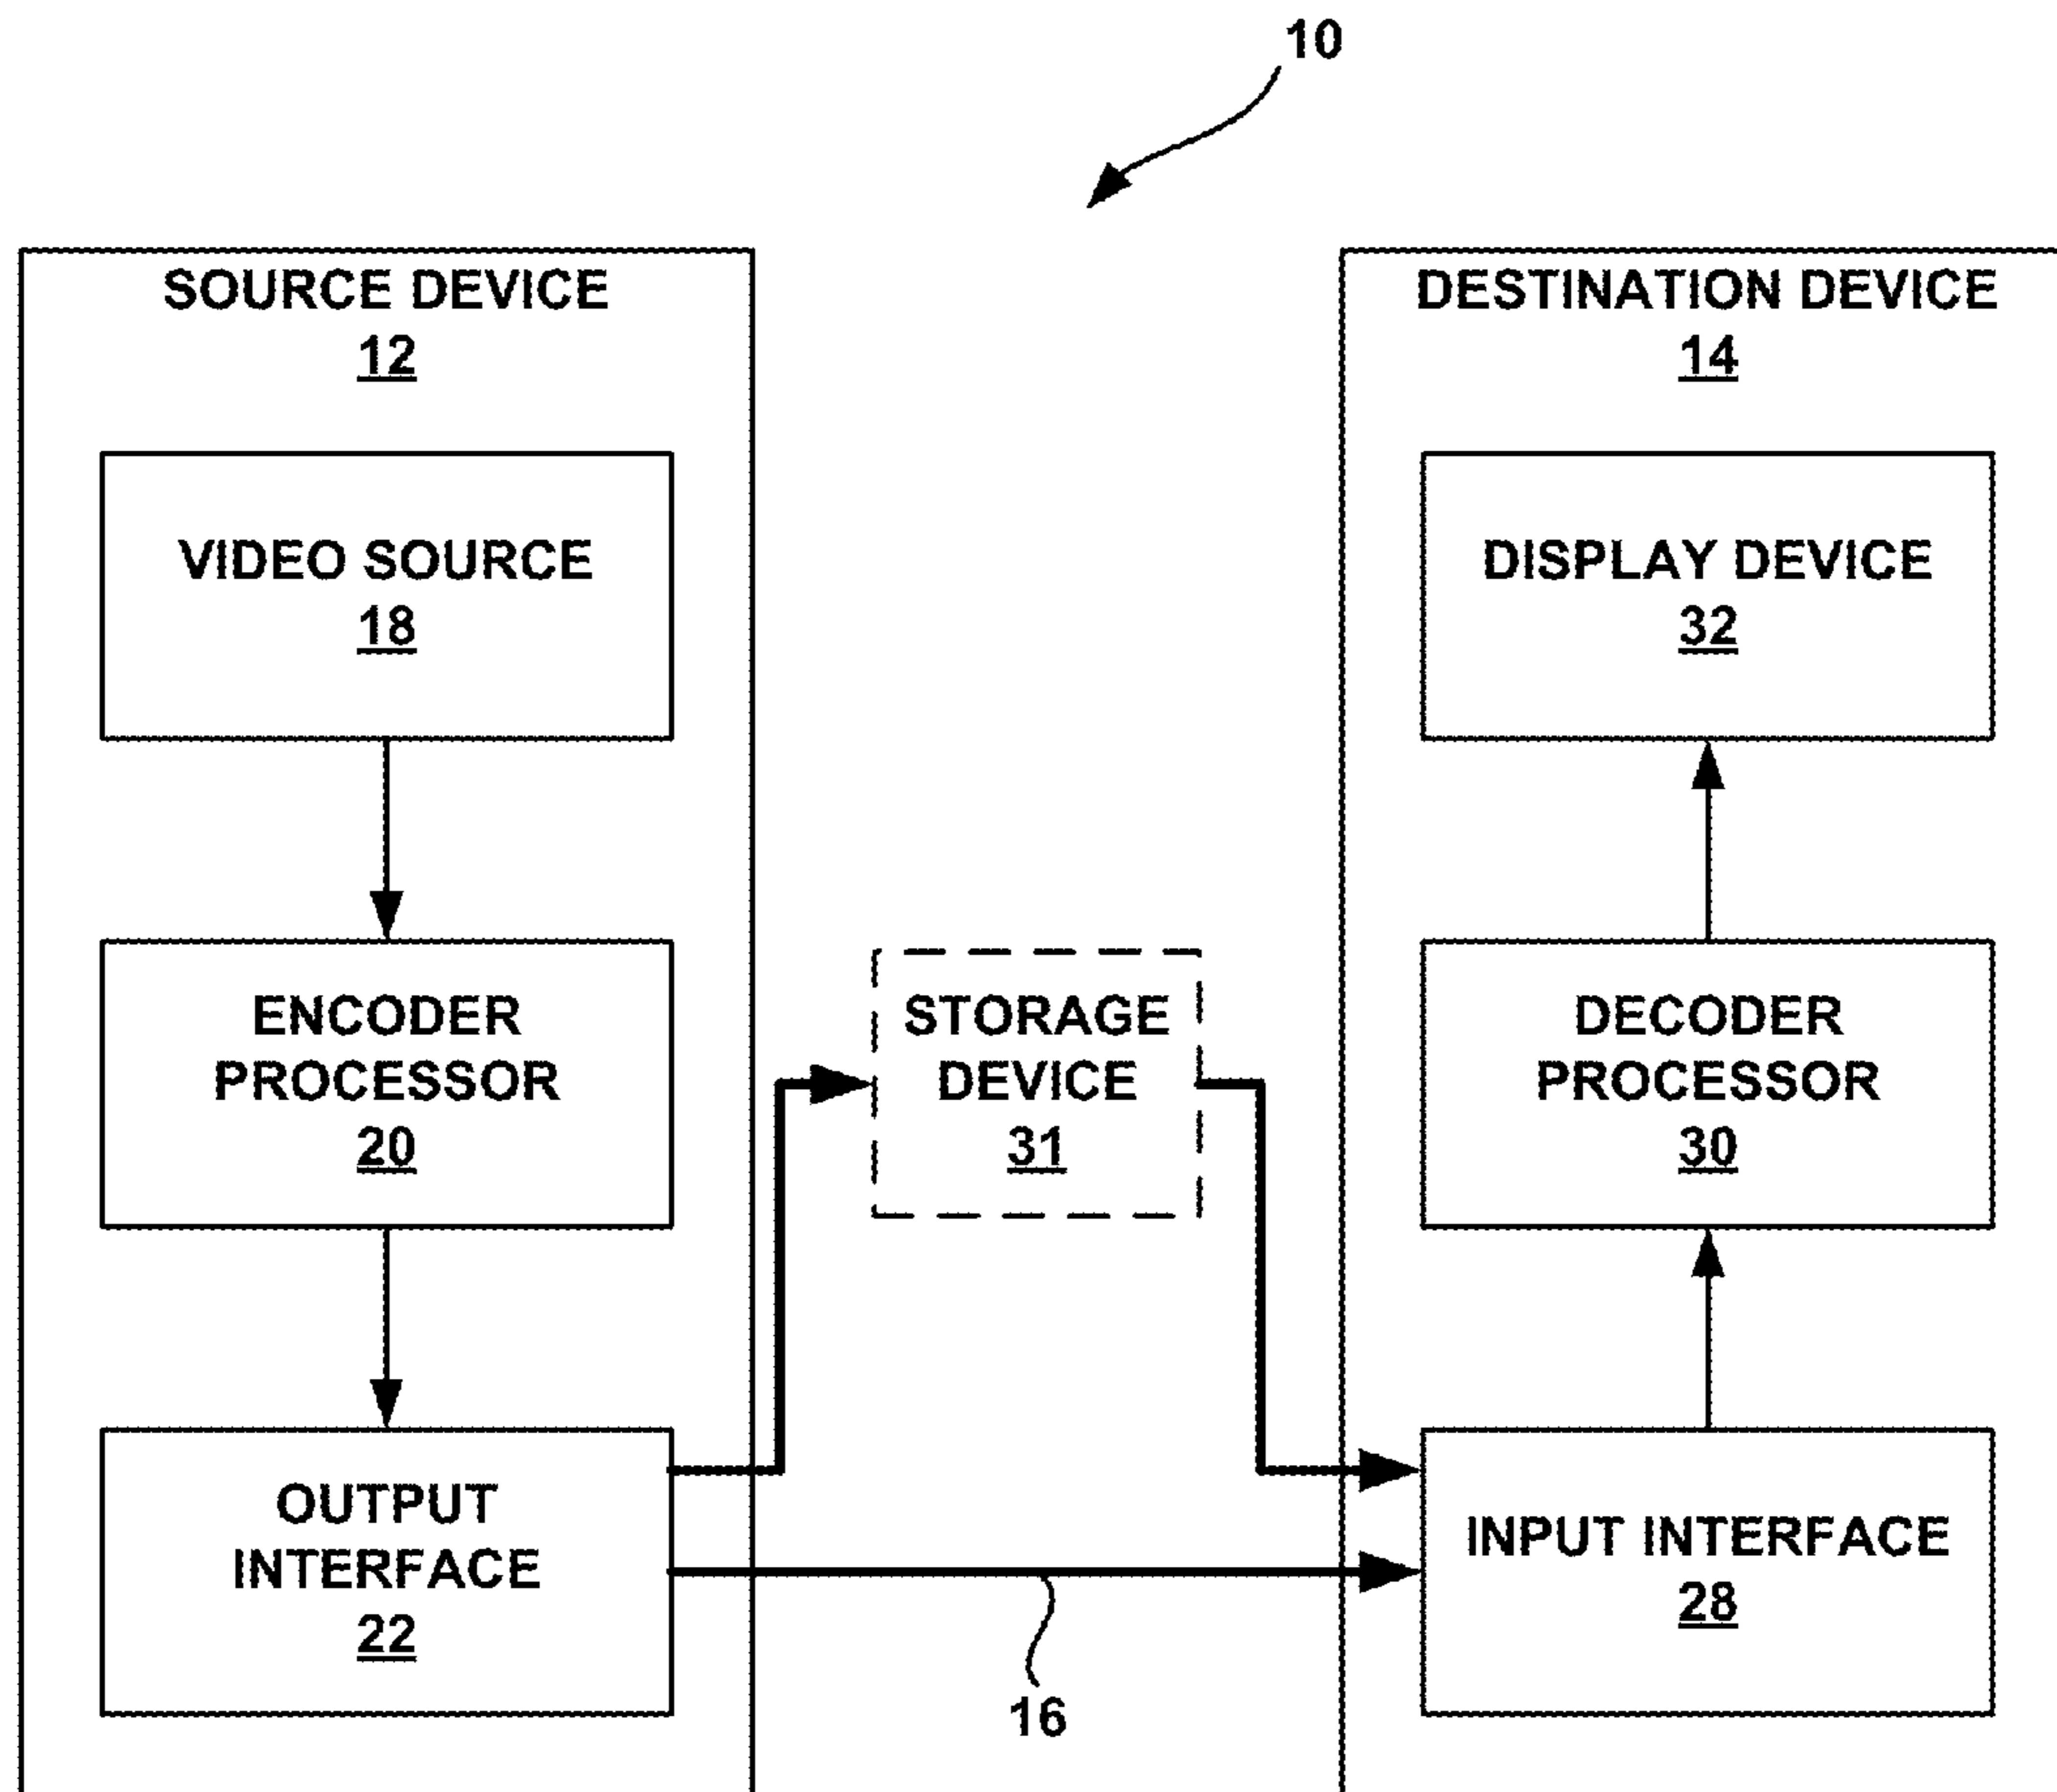 10
SOURCE DEVICE
12
VIDEO SOURCE
18
ENCODER
PROCESSOR
20
OUTPUT
INTERFACE
22
STORAGE
DEVICE
31
16
DESTINATION DEVICE
14
DISPLAY DEVICE
32
DECODER
PROCESSOR
30
INPUT INTERFACE
28